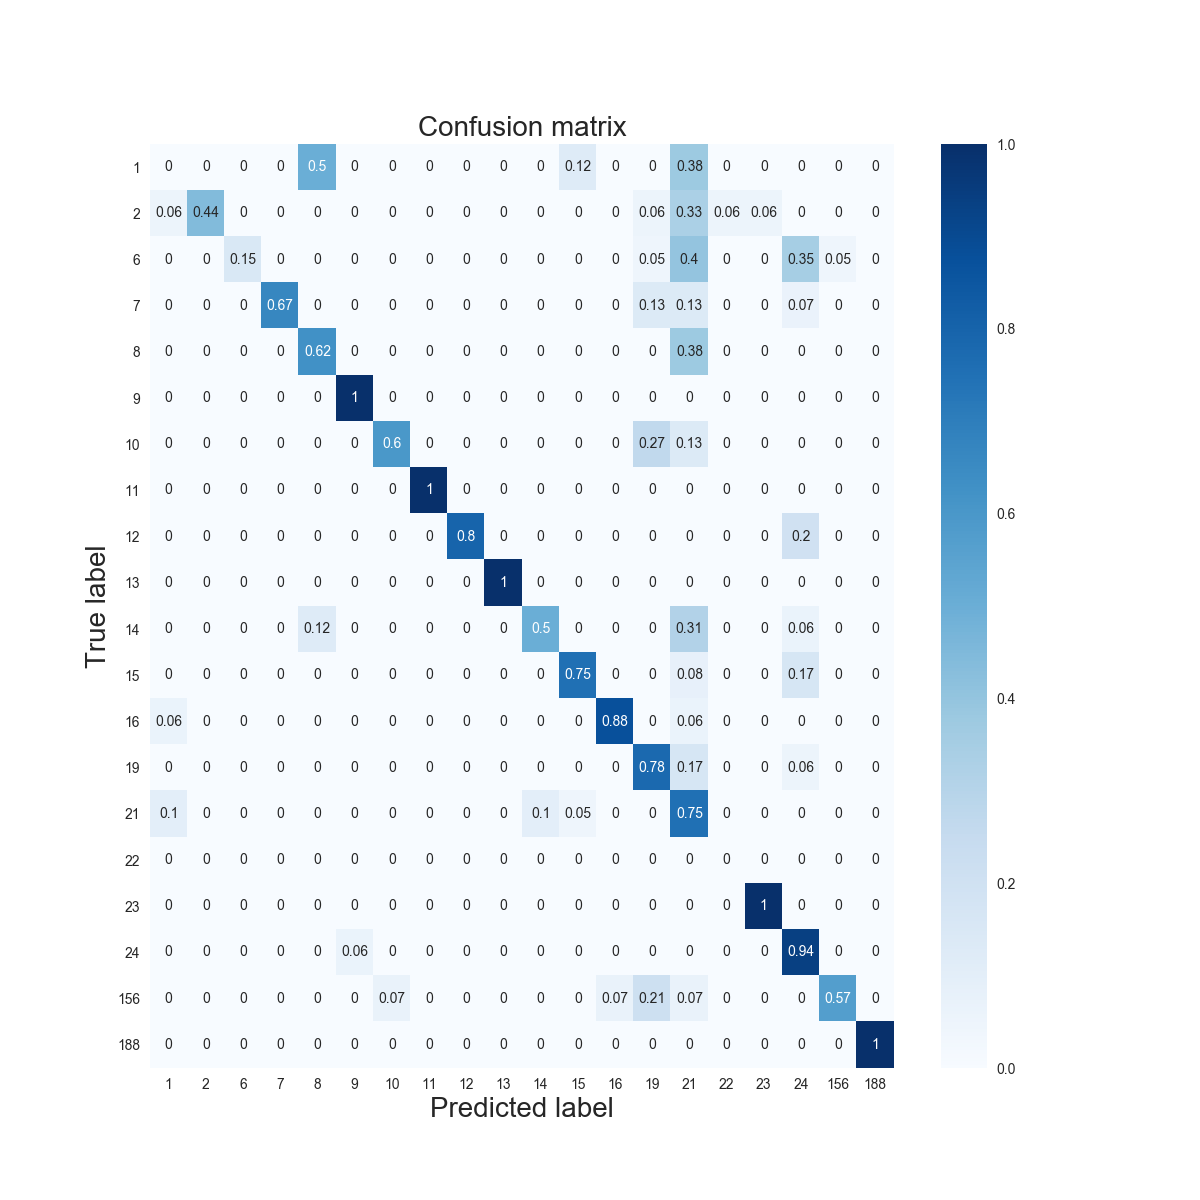 Confusion matrix
1 0 0 0 0 0.5 0 0 0 0 0 0 0.12 0 0 0.38 0 0 0 0 0 1.0
2 0.06 0.44 0 0 0 0 0 0 0 0 0 0 0 0.06 0.33 0.06 0.06 0 0 0
6 0 0 0.15 0 0 0 0 0 0 0 0 0 0 0.05 0.4 0 0 0.35 0.05 0
7 0 0 0 0.67 0 0 0 0 0 0 0 0 0 0.13 0.13 0 0 0.07 0 0
8 0 0 0 0 0.62 0 0 0 0 0 0 0 0 0 0.38 0 0 0 0 0 0.8
9 0 0 0 0 0 1 0 0 0 0 0 0 0 0 0 0 0 0 0 0
10 0 0 0 0 0 0 0.6 0 0 0 0 0 0 0.27 0.13 0 0 0 0 0
11 0 0 0 0 0 0 0 1 0 0 0 0 0 0 0 0 0 0 0 0
12 0 0 0 0 0 0 0 0 0.8 0 0 0 0 0 0 0 0 0.2 0 0 0.6
13 0 0 0 0 0 0 0 0 0 1 0 0 0 0 0 0 0 0 0 0
14 0 0 0 0 0.12 0 0 0 0 0 0.5 0 0 0 0.31 0 0 0.06 0 0
15 0 0 0 0 0 0 0 0 0 0 0 0.75 0 0 0.08 0 0 0.17 0 0
16 0.06 0 0 0 0 0 0 0 0 0 0 0 0.88 0 0.06 0 0 0 0 0 0.4
19 0 0 0 0 0 0 0 0 0 0 0 0 0 0.78 0.17 0 0 0.06 0 0
21 0.1 0 0 0 0 0 0 0 0 0 0.1 0.05 0 0 0.75 0 0 0 0 0
22 0 0 0 0 0 0 0 0 0 0 0 0 0 0 0 0 0 0 0 0
23 0 0 0 0 0 0 0 0 0 0 0 0 0 0 0 0 1 0 0 0 0.2
24 0 0 0 0 0 0.06 0 0 0 0 0 0 0 0 0 0 0 0.94 0 0
156 0 0 0 0 0 0 0.07 0 0 0 0 0 0.07 0.21 0.07 0 0 0 0.57 0
188 0 0 0 0 0 0 0 0 0 0 0 0 0 0 0 0 0 0 0 1 0.0
1 2 6 7 8 9 10 11 12 13 14 15 16 19 21 22 23 24 156 188
Predicted label
True label